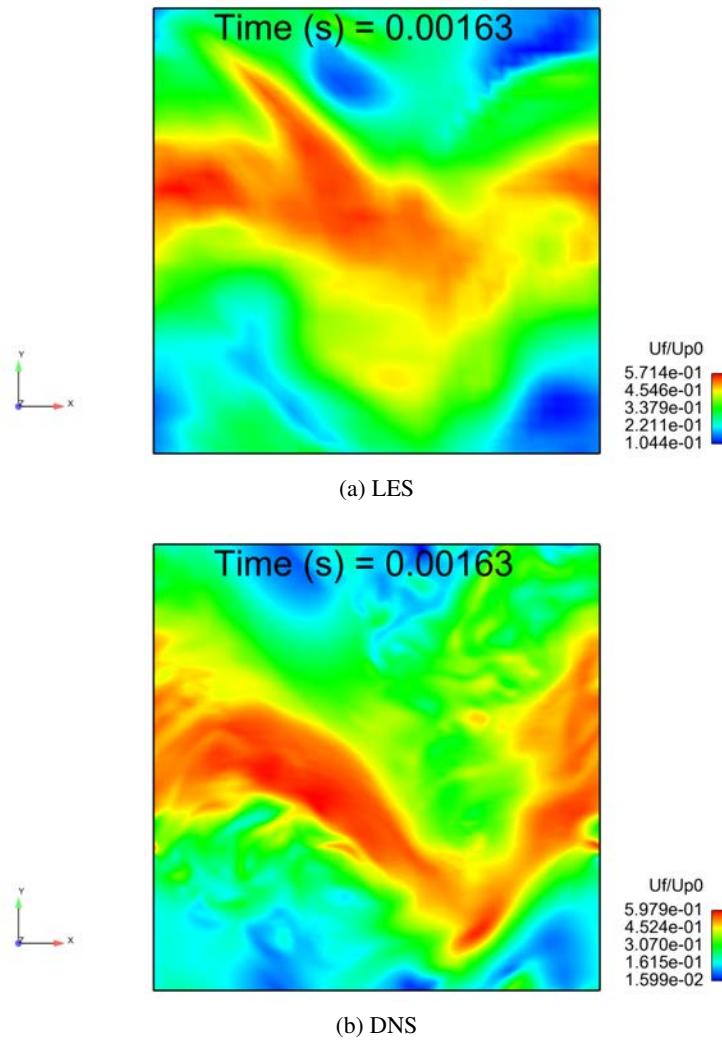 Time (s) = 0.00163
Uf/Up0
5.714e-01
4.546e-01
3.379e-01
2.211e-01
1.044e-01
Y
Z
X
(a) LES
Time (s) = 0.00163
Uf/Up0
5.979e-01
4.524e-01
3.070e-01
1.615e-01
1.599e-02
Y
Z
X
(b) DNS